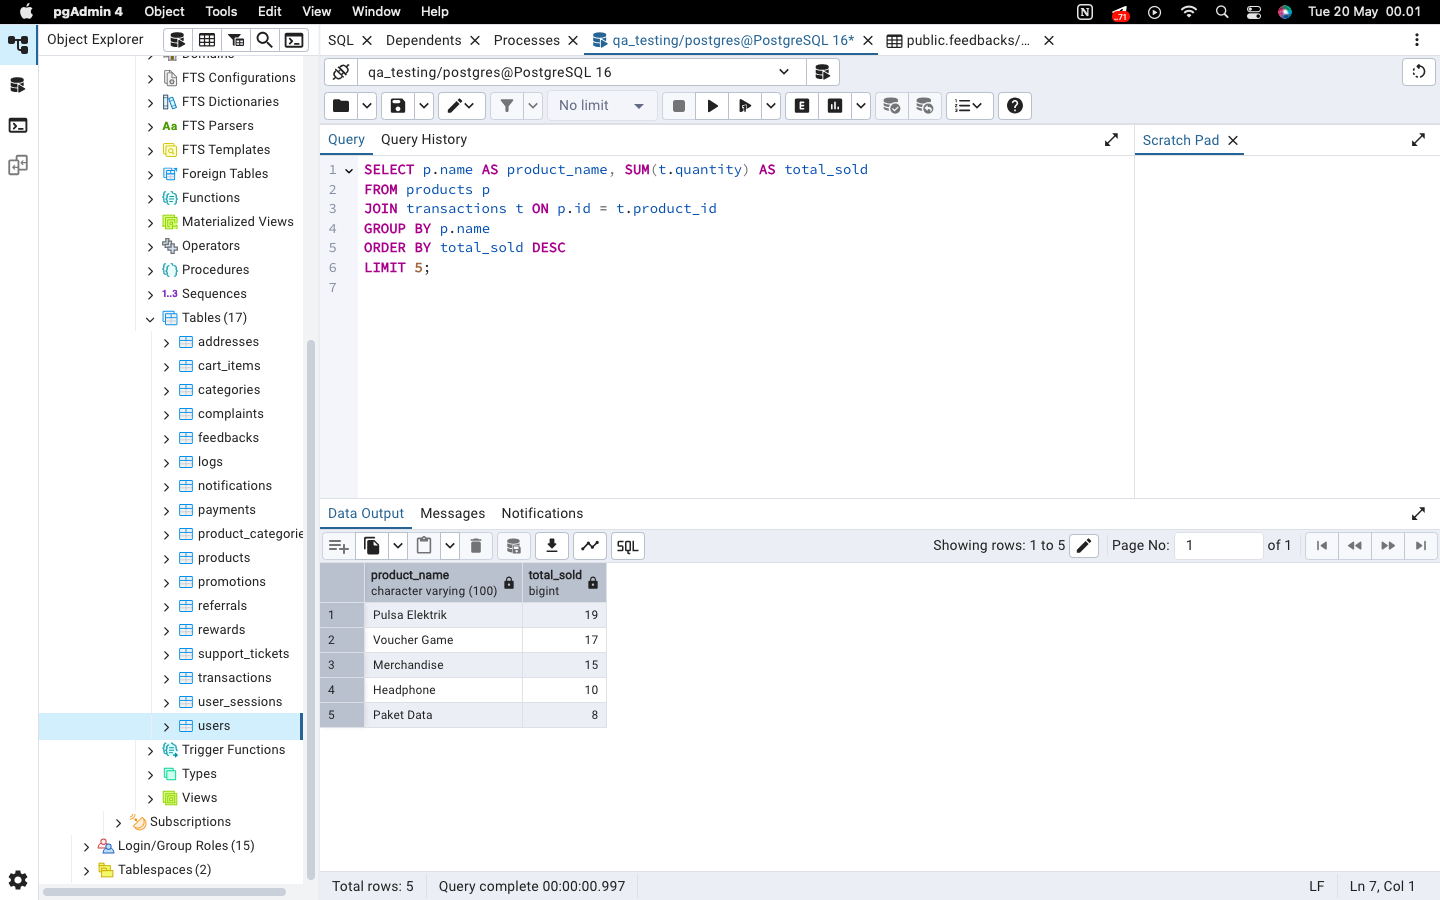 pgAdmin 4 Object Tools Edit View Window Help 71 Tue 20 May 00.01
Object Explorer
SQL Dependents Processes qa_testing/postgres@PostgreSQL 16* public.feedbacks/...
qa_testing/postgres@PostgreSQL 16
No limit
Query Query History
Scratch Pad
Domains
FTS Configurations
FTS Dictionaries
FTS Parsers
FTS Templates
Foreign Tables
Functions
Materialized Views
Operators
Procedures
1..3 Sequences
Tables (17)
addresses
cart_items
categories
complaints
feedbacks
logs
notifications
payments
product_categorie
products
promotions
referrals
rewards
support_tickets
transactions
user_sessions
users
Trigger Functions
Types
Views
Subscriptions
Login/Group Roles (15)
Tablespaces (2)
1 SELECT p.name AS product_name, SUM(t.quantity) AS total_sold
2 FROM products p
3 JOIN transactions t ON p.id = t.product_id
4 GROUP BY p.name
5 ORDER BY total_sold DESC
6 LIMIT 5;
7
Data Output Messages Notifications
SQL Showing rows: 1 to 5 Page No: 1 of 1
product_name total_sold
character varying (100) bigint
1 Pulsa Elektrik 19
2 Voucher Game 17
3 Merchandise 15
4 Headphone 10
5 Paket Data 8
Total rows: 5 Query complete 00:00:00.997 LF Ln 7, Col 1